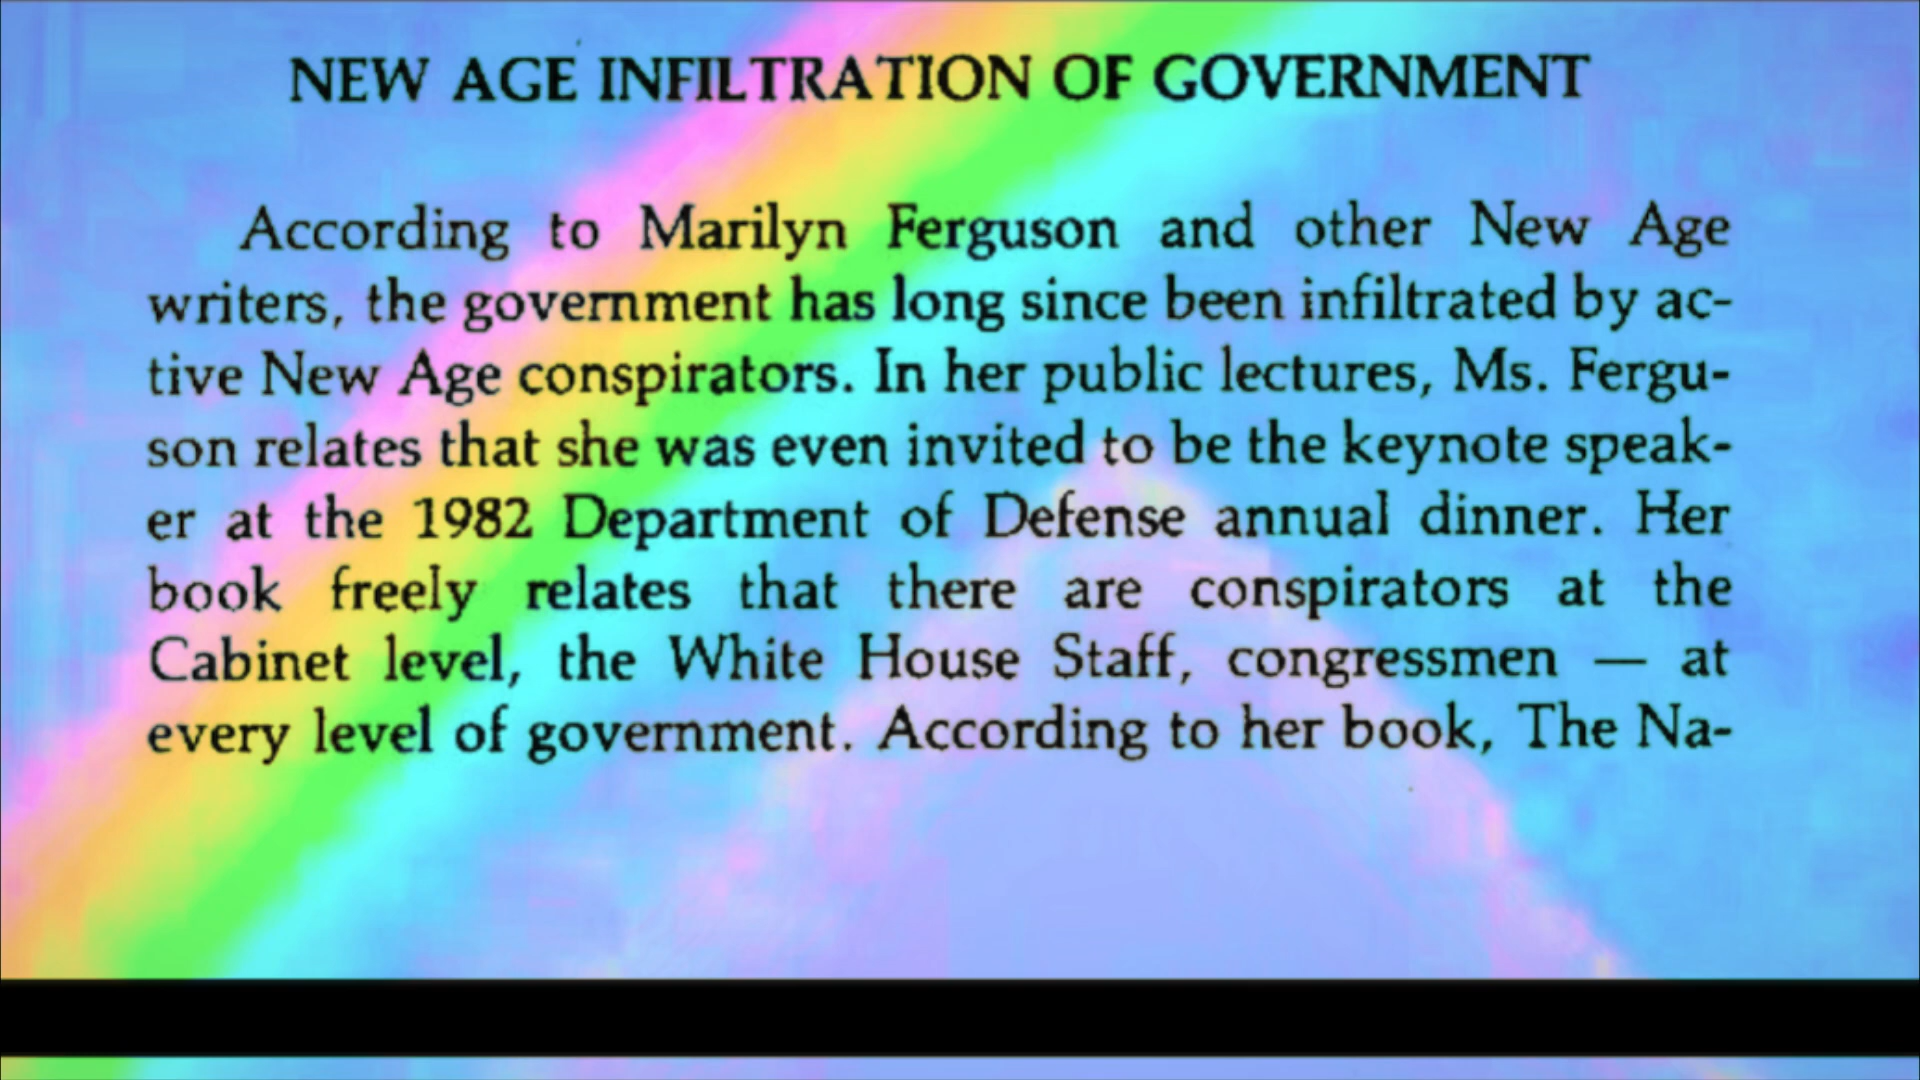 NEW AGE INFILTRATION OF GOVERNMENT
According to Marilyn Ferguson and other New Age
writers, the government has long since been infiltrated by ac-
tive New Age conspirators. In her public lectures, Ms. Fergu-
son relates that she was even invited to be the keynote speak-
er at the 1982 Department of Defense annual dinner. Her
book freely relates that there are conspirators at the
Cabinet level, the White House Staff, congressmen — at
every level of government. According to her book, The Na-